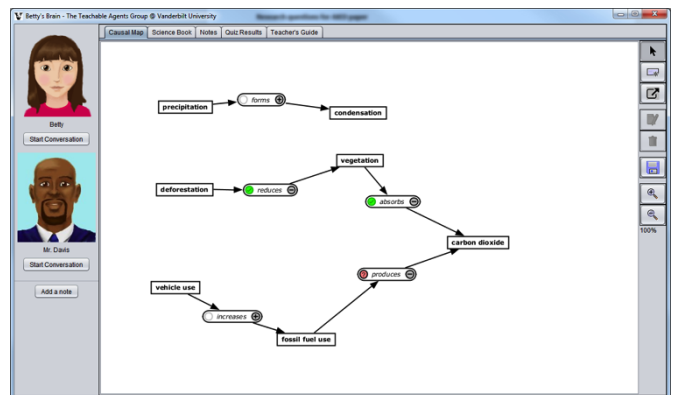 Betty's Brain - The Teachable Agents Group @ Vanderbilt University
Causal Map Science Book Notes Quiz Results Teacher's Guide
Betty
Start Conversation
Mr. Davis
Start Conversation
Add a note
precipitation
forms
condensation
vegetation
deforestation
reduces
absorbs
carbon dioxide
produces
vehicle use
increases
fossil fuel use
100%